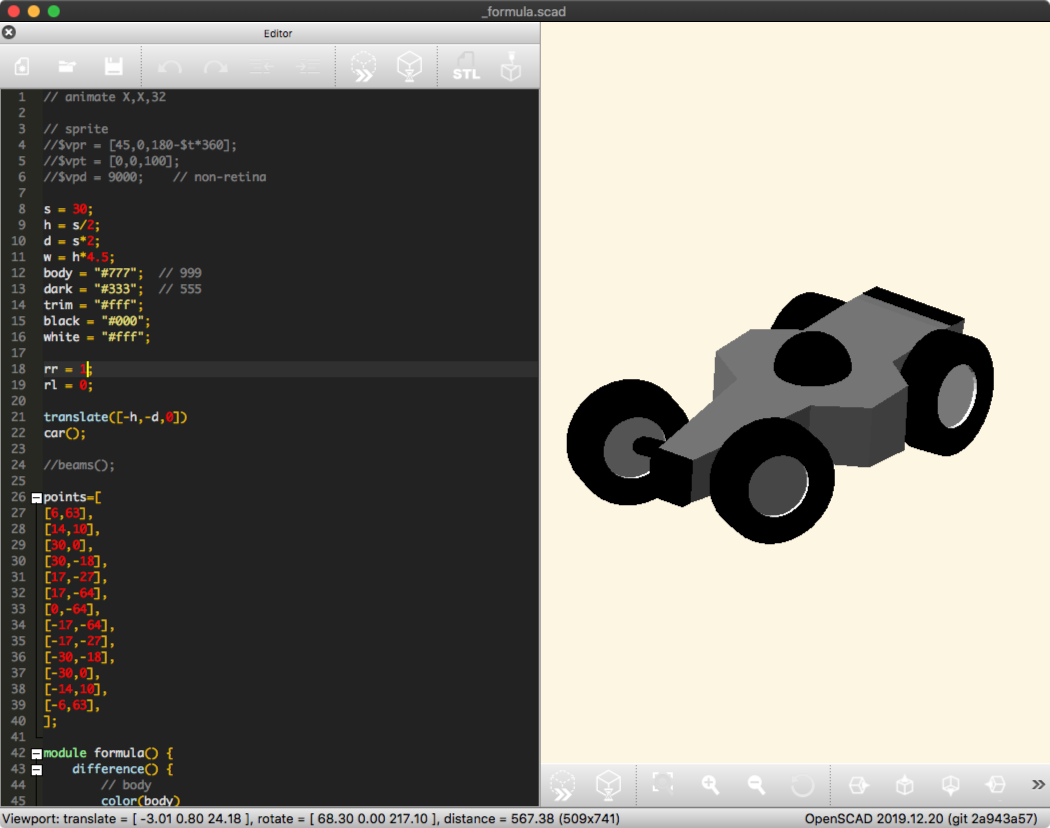 _formula.scad
Editor
STL
1 // animate X,X,32
2
3 // sprite
4 //$vpr = [45,0,180-$t*360];
5 //$vpt = [0,0,100];
6 //$vpd = 9000;    // non-retina
7
8 s = 30;
9 h = s/2;
10 d = s*2;
11 w = h*4.5;
12 body = "#777";  // 999
13 dark = "#333";  // 555
14 trim = "#fff";
15 black = "#000";
16 white = "#fff";
17
18 rr = 1;
19 rl = 0;
20
21 translate([-h,-d,0])
22 car();
23
24 //beams();
25
26 points=[
27 [6,63],
28 [14,10],
29 [30,0],
30 [30,-18],
31 [17,-27],
32 [17,-64],
33 [0,-64],
34 [-17,-64],
35 [-17,-27],
36 [-30,-18],
37 [-30,0],
38 [-14,10],
39 [-6,63],
40 ];
41
42 module formula() {
43     difference() {
44         // body
45         color(body)
Viewport: translate = [ -3.01 0.80 24.18 ], rotate = [ 68.30 0.00 217.10 ], distance = 567.38 (509x741)
OpenSCAD 2019.12.20 (git 2a943a57)